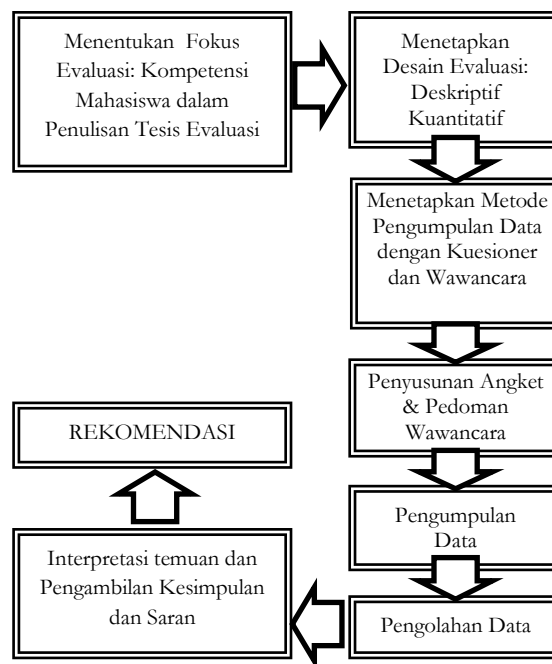 Menentukan Fokus
Evaluasi: Kompetensi
Mahasiswa dalam
Penulisan Tesis Evaluasi
Menetapkan
Desain Evaluasi:
Deskriptif
Kuantitatif
Menetapkan Metode
Pengumpulan Data
dengan Kuesioner
dan Wawancara
Penyusunan Angket
& Pedoman
Wawancara
Pengumpulan
Data
Pengolahan Data
Interpretasi temuan dan
Pengambilan Kesimpulan
dan Saran
REKOMENDASI